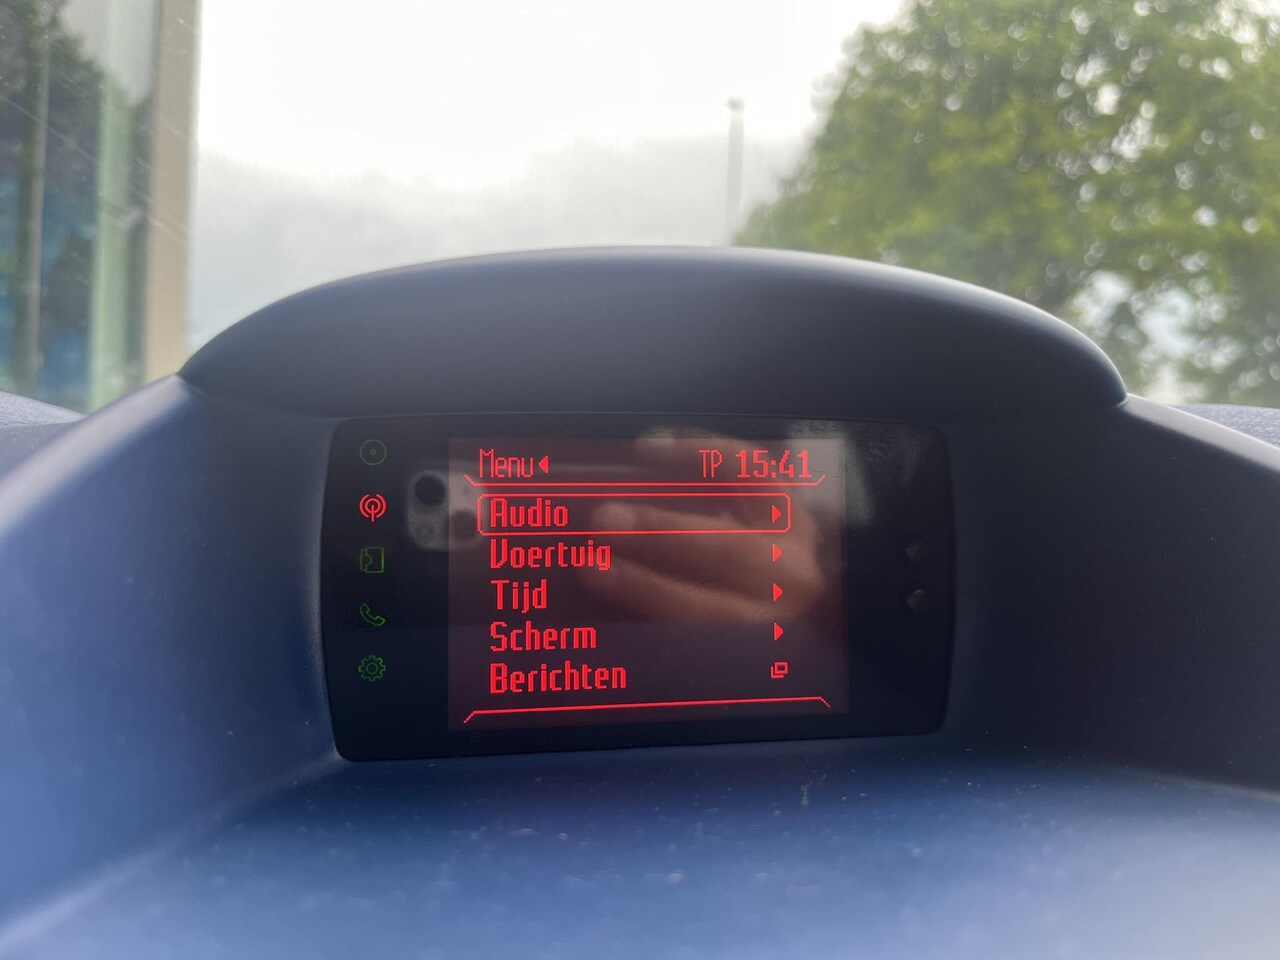 Menu
TP 15:41
Audio
Voertuig
Tijd
Scherm
Berichten